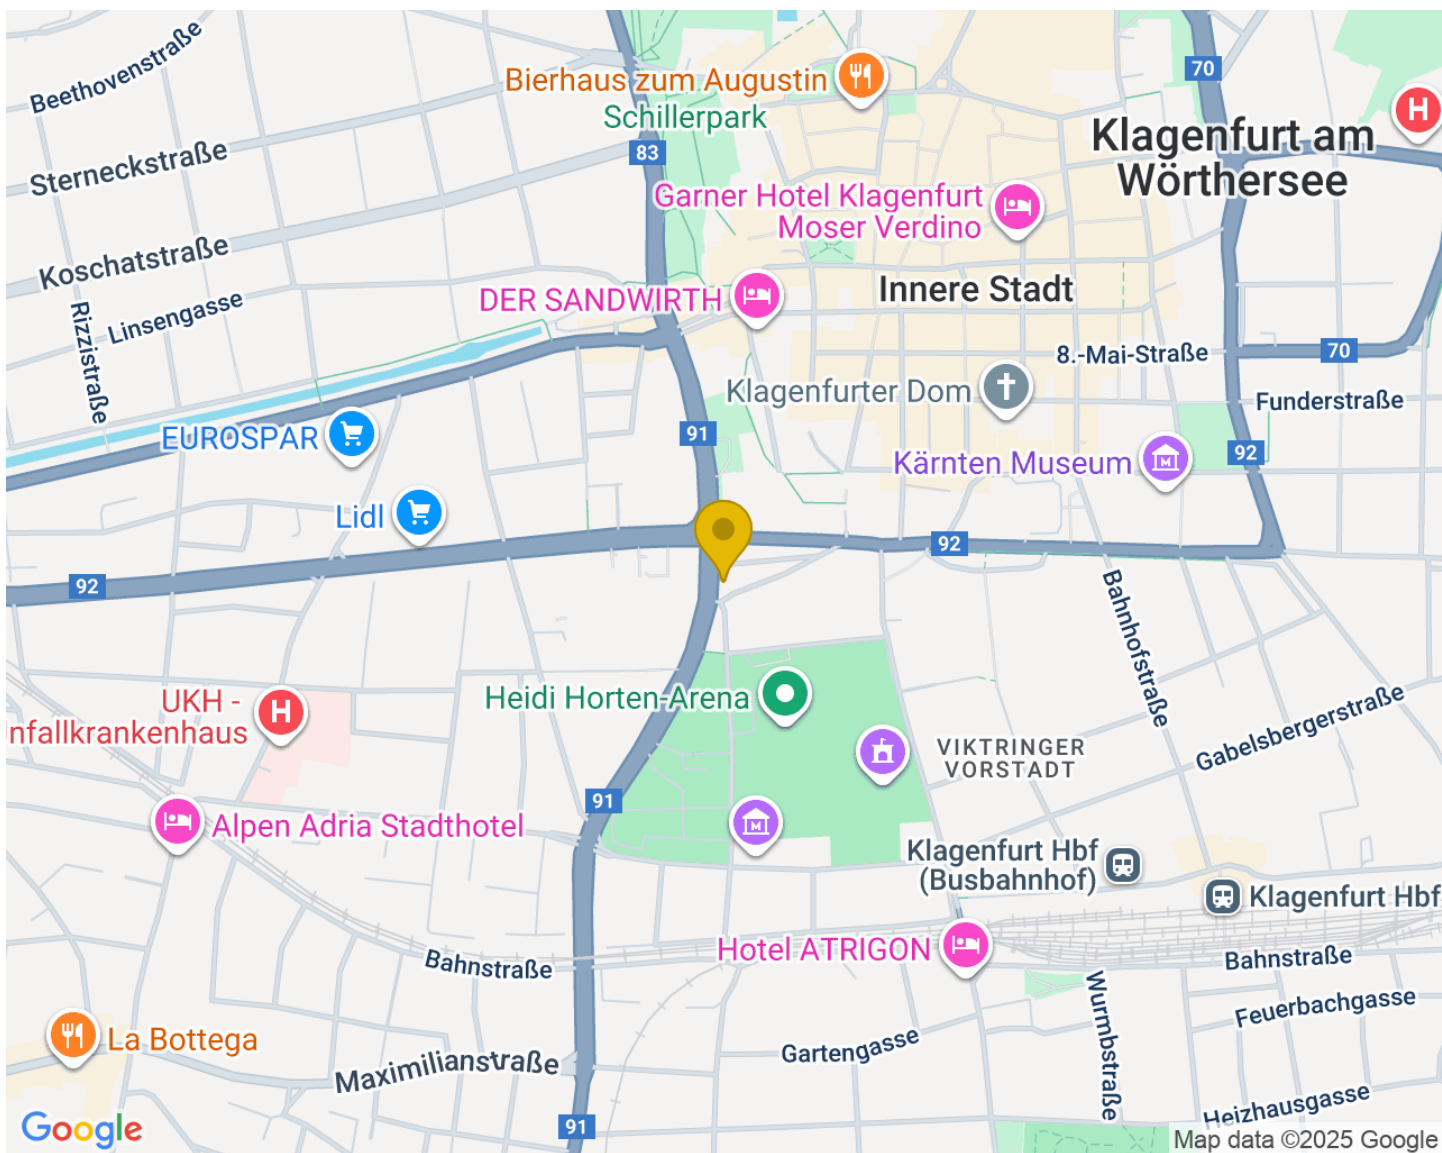 Beethovenstraße
Bierhaus zum Augustin
Schillerpark
70
H
Sterneckstraße
83
Klagenfurt am
Wörthersee
Garner Hotel Klagenfurt
Moser Verdino
Koschatstraße
Linsengasse
Rizzistraße
DER SANDWIRTH
Innere Stadt
8.-Mai-Straße
70
Klagenfurter Dom
Funderstraße
EUROSPAR
91
Kärnten Museum
M
92
Lidl
92
92
Bahnhofstraße
UKH -
nfallkrankenhaus
H
Heidi Horten-Arena
Gabelsbergerstraße
VIKTRINGER
VORSTADT
91
M
Alpen Adria Stadthotel
Klagenfurt Hbf
(Busbahnhof)
Klagenfurt Hbf
Hotel ATRIGON
Bahnstraße
Bahnstraße
Wurmbstraße
Feuerbachgasse
La Bottega
Gartengasse
Maximilianstraße
Heizhausgasse
91
Google
Map data ©2025 Google